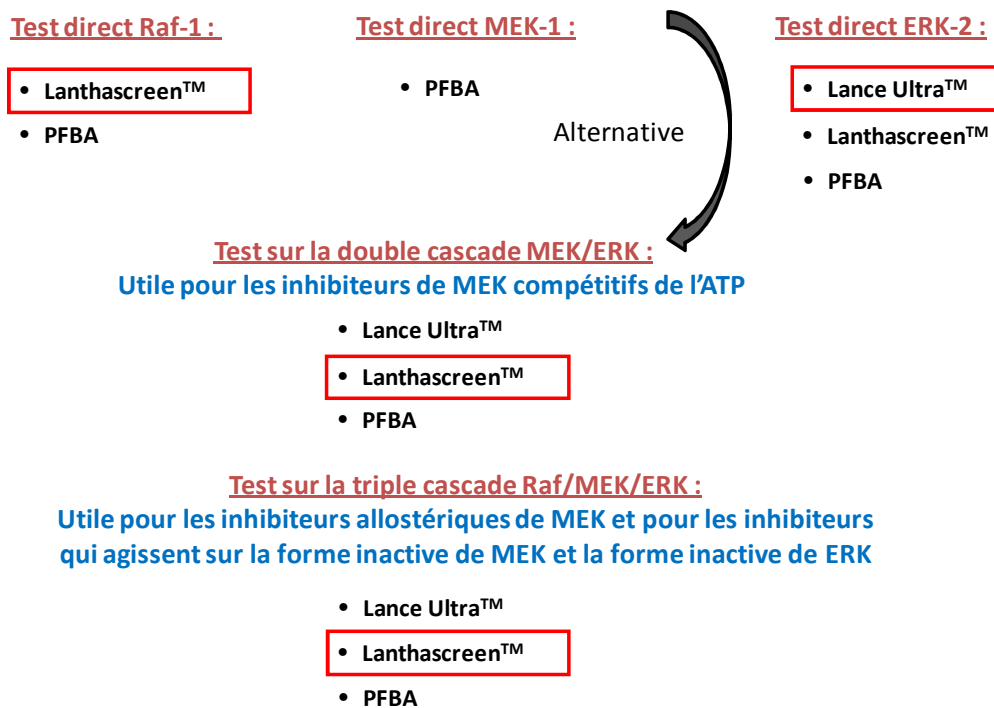 Test direct Raf-1 :
• Lanthascreen™
• PFBA
Test direct MEK-1 :
• PFBA
Alternative
Test direct ERK-2 :
• Lance Ultra™
• Lanthascreen™
• PFBA
Test sur la double cascade MEK/ERK :
Utile pour les inhibiteurs de MEK compétitifs de l’ATP
• Lance Ultra™
• Lanthascreen™
• PFBA
Test sur la triple cascade Raf/MEK/ERK :
Utile pour les inhibiteurs allostériques de MEK et pour les inhibiteurs
qui agissent sur la forme inactive de MEK et la forme inactive de ERK
• Lance Ultra™
• Lanthascreen™
• PFBA